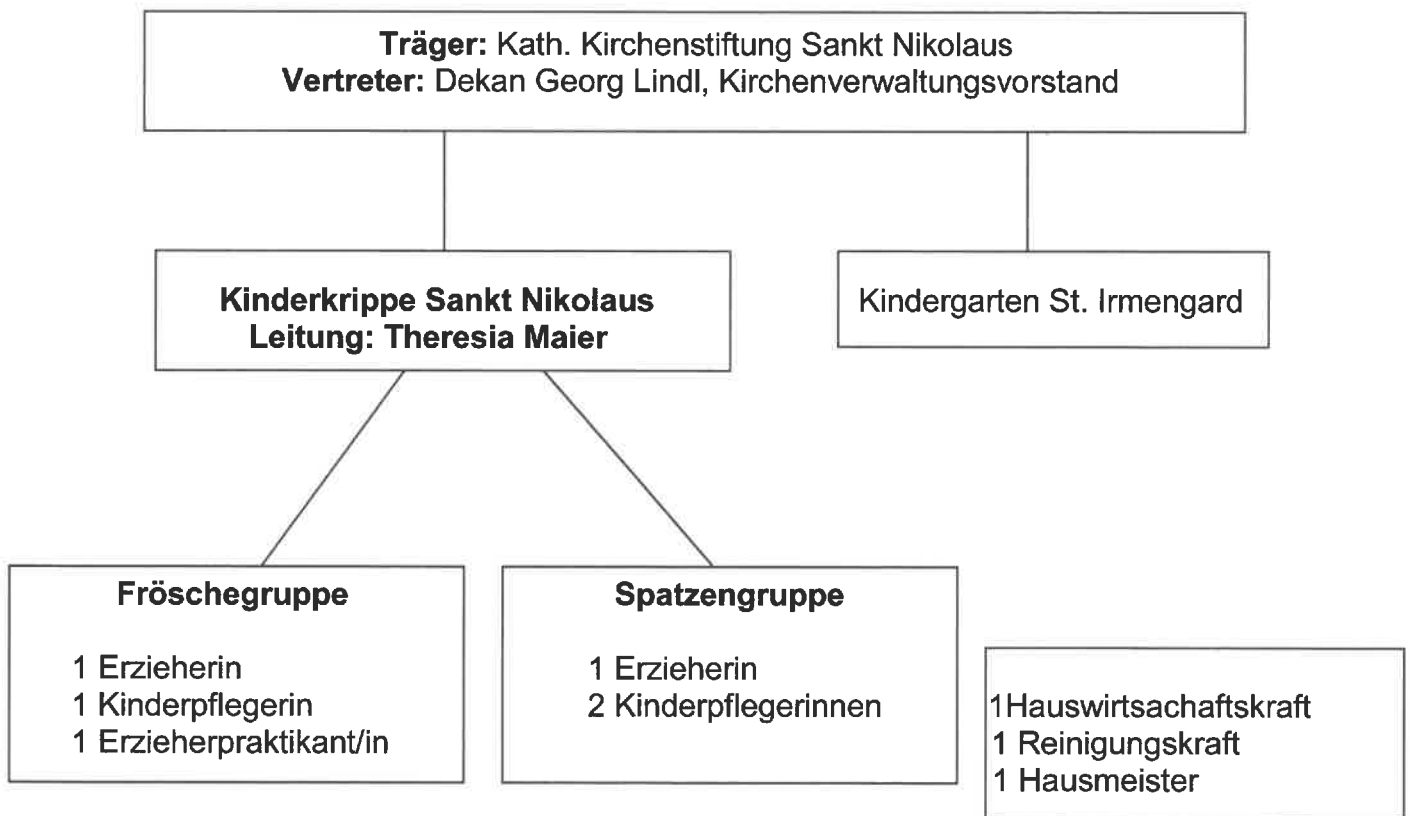 Träger: Kath. Kirchenstiftung Sankt Nikolaus
Vertreter: Dekan Georg Lindl, Kirchenverwaltungsvorstand
Kinderkrippe Sankt Nikolaus
Leitung: Theresia Maier
Kindergarten St. Irmengard
Fröschegruppe
1 Erzieherin
1 Kinderpflegerin
1 Erzieherpraktikant/in
Spatzengruppe
1 Erzieherin
2 Kinderpflegerinnen
1Hauswirtsachaftskraft
1 Reinigungskraft
1 Hausmeister